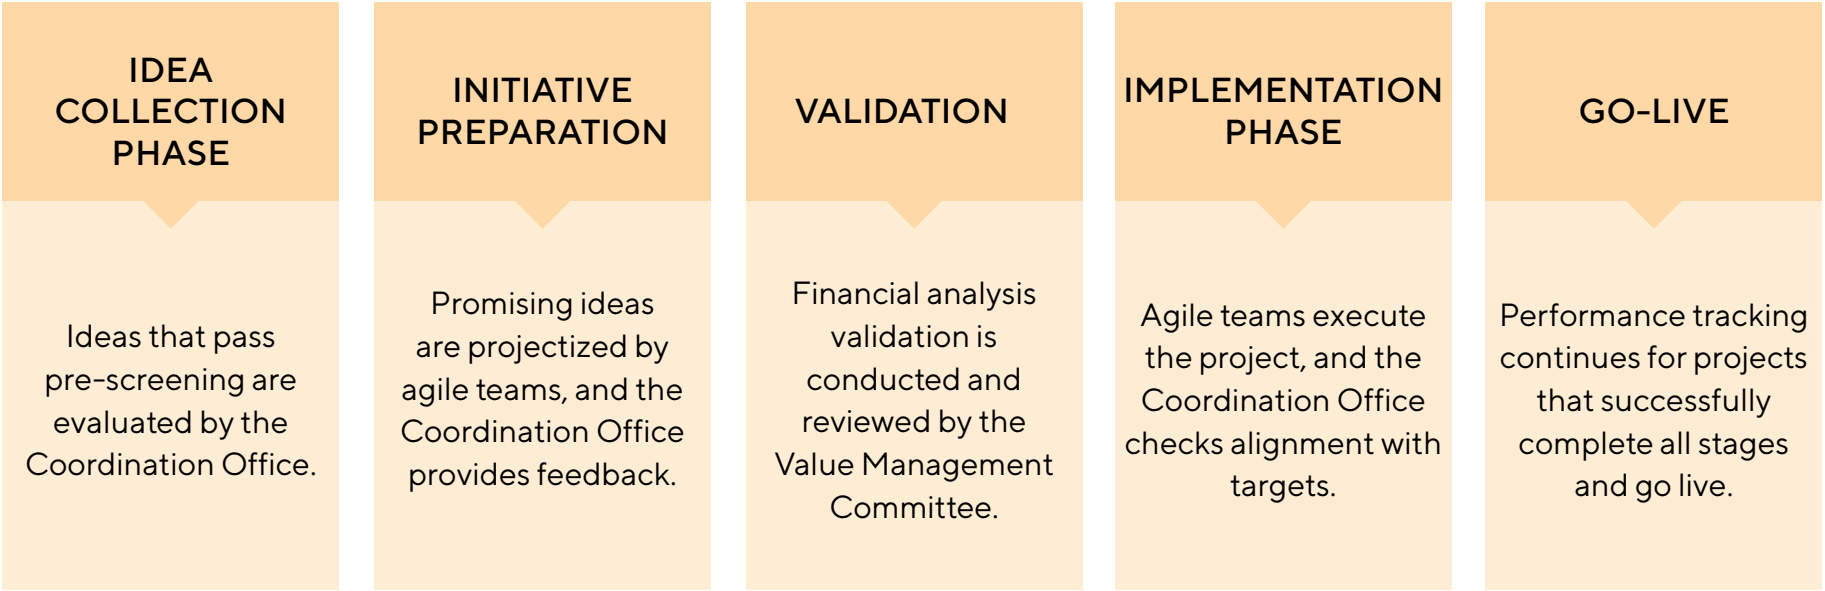 IDEA
COLLECTION
PHASE
Ideas that pass
pre-screening are
evaluated by the
Coordination Office.
INITIATIVE
PREPARATION
Promising ideas
are projectized by
agile teams, and the
Coordination Office
provides feedback.
VALIDATION
Financial analysis
validation is
conducted and
reviewed by the
Value Management
Committee.
IMPLEMENTATION
PHASE
Agile teams execute
the project, and the
Coordination Office
checks alignment with
targets.
GO-LIVE
Performance tracking
continues for projects
that successfully
complete all stages
and go live.